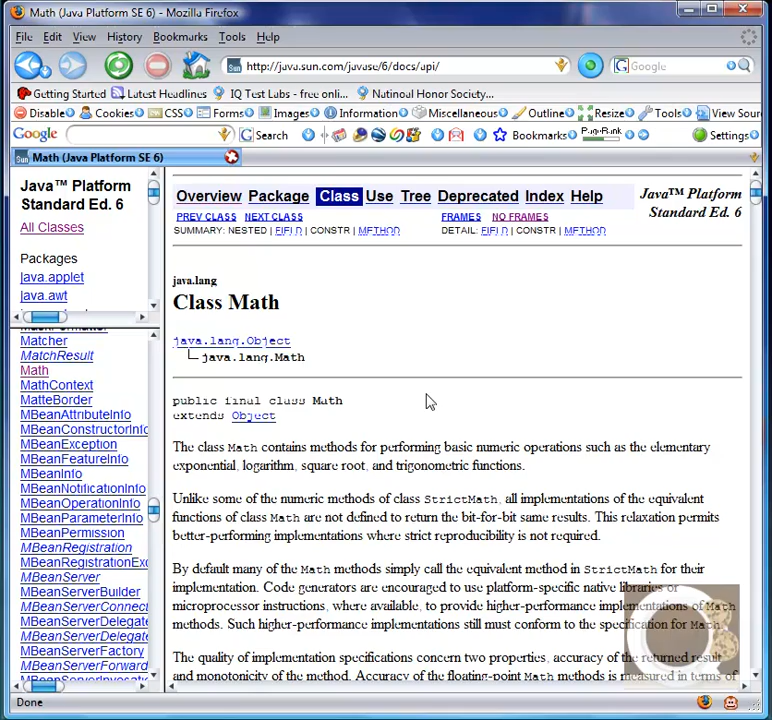 Math (Java Platform SE 6) - Mozilla Firefox
File Edit View History Bookmarks Tools Help
Sun http://java.sun.com/javase/6/docs/api/ Google
Getting Started Latest Headlines IQ Test Labs - free onli... Natinoal Honor Society...
Disable Cookies CSS Forms Images Information Miscellaneous Outline Resize Tools View Sourc
Google Search PageRank Bookmarks Settings
Sun Math (Java Platform SE 6)
Java™ Platform
Standard Ed. 6
All Classes
Packages
java.applet
java.awt
Matcher
MatchResult
Math
MathContext
MatteBorder
MBeanAttributeInfo
MBeanConstructorInfo
MBeanException
MBeanFeatureInfo
MBeanInfo
MBeanNotificationInfo
MBeanOperationInfo
MBeanParameterInfo
MBeanPermission
MBeanRegistration
MBeanRegistrationExc
MBeanServer
MBeanServerBuilder
MBeanServerConnect
MBeanServerDelegate
MBeanServerDelegate
MBeanServerFactory
MBeanServerForward
Overview Package Class Use Tree Deprecated Index Help
Java™ Platform
Standard Ed. 6
PREV CLASS NEXT CLASS FRAMES NO FRAMES
SUMMARY: NESTED | FIELD | CONSTR | METHOD DETAIL: FIELD | CONSTR | METHOD
java.lang
Class Math
java.lang.Object
java.lang.Math
public final class Math
extends Object
The class Math contains methods for performing basic numeric operations such as the elementary
exponential, logarithm, square root, and trigonometric functions.
Unlike some of the numeric methods of class StrictMath, all implementations of the equivalent
functions of class Math are not defined to return the bit-for-bit same results. This relaxation permits
better-performing implementations where strict reproducibility is not required.
By default many of the Math methods simply call the equivalent method in StrictMath for their
implementation. Code generators are encouraged to use platform-specific native libraries or
microprocessor instructions, where available, to provide higher-performance implementations of Math
methods. Such higher-performance implementations still must conform to the specification for Math.
The quality of implementation specifications concern two properties, accuracy of the returned result
and monotonicity of the method. Accuracy of the floating-point Math methods is measured in terms of
Done